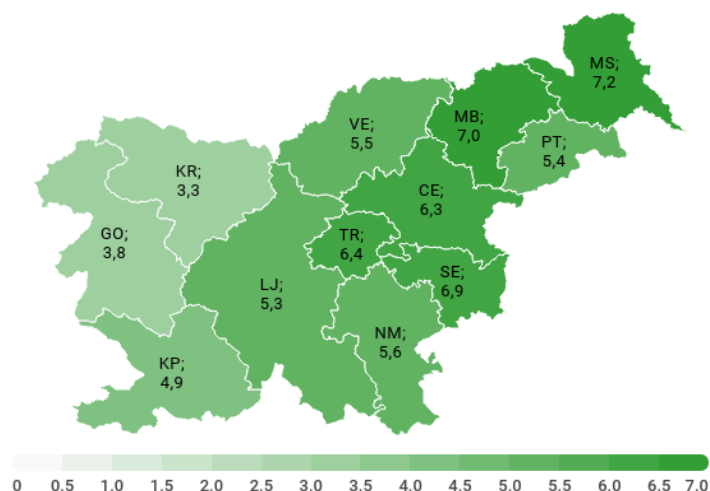 MS;
7,2
MB;
7,0
VE;
5,5
PT;
5,4
KR;
3,3
CE;
6,3
GO;
3,8
TR;
6,4
SE;
6,9
LJ;
5,3
NM;
5,6
KP;
4,9
0 0.5 1.0 1.5 2.0 2.5 3.0 3.5 4.0 4.5 5.0 5.5 6.0 6.5 7.0